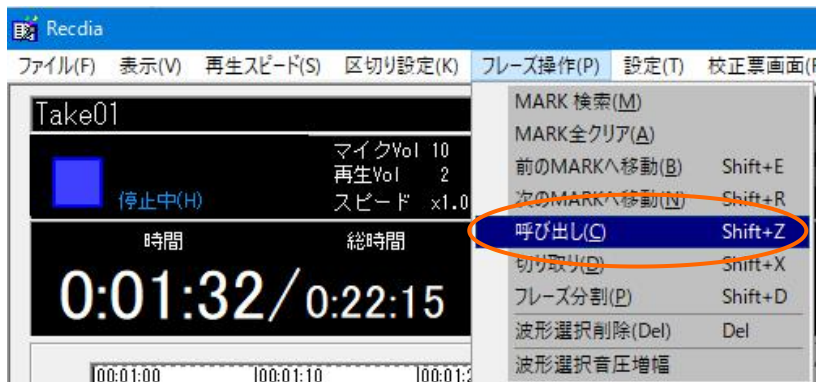 Recdia
ファイル(F) 表示(V) 再生スピード(S) 区切り設定(K) フレーズ操作(P) 設定(T) 校正票画面(
Take01
マイクVol 10
再生Vol 2
停止中(H)
スピード x1.0
時間 総時間
0:01:32/0:22:15
00:01:00 00:01:10 00:01:2
MARK 検索(M)
MARK全クリア(A)
前のMARKへ移動(B) Shift+E
次のMARKへ移動(N) Shift+R
呼び出し(C) Shift+Z
切り取り(D) Shift+X
フレーズ分割(P) Shift+D
波形選択削除(Del) Del
波形選択音圧増幅